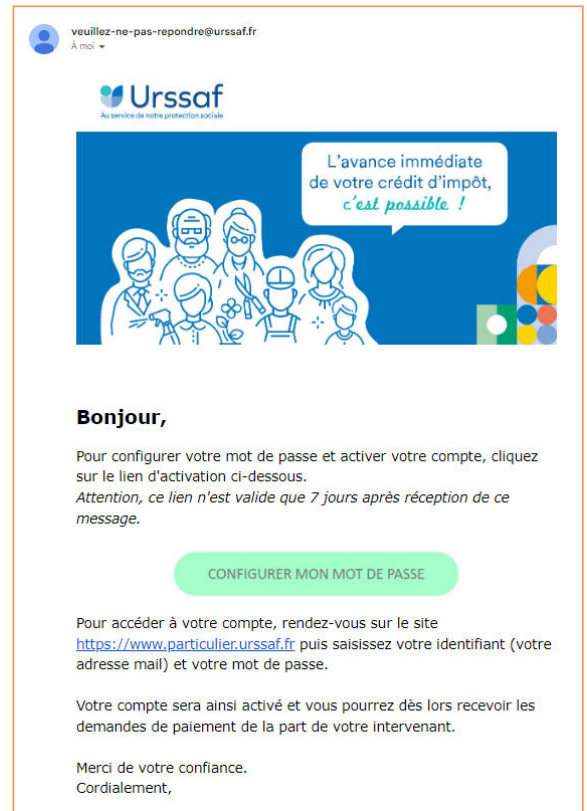 veuillez-ne-pas-repondre@urssaf.fr
À moi
Urssaf
Au service de notre protection sociale
L'avance immédiate
de votre crédit d'impôt,
c'est possible !
Bonjour,
Pour configurer votre mot de passe et activer votre compte, cliquez
sur le lien d'activation ci-dessous.
Attention, ce lien n'est valide que 7 jours après réception de ce
message.
CONFIGURER MON MOT DE PASSE
Pour accéder à votre compte, rendez-vous sur le site
https://www.particulier.urssaf.fr puis saisissez votre identifiant (votre
adresse mail) et votre mot de passe.
Votre compte sera ainsi activé et vous pourrez dès lors recevoir les
demandes de paiement de la part de votre intervenant.
Merci de votre confiance.
Cordialement,